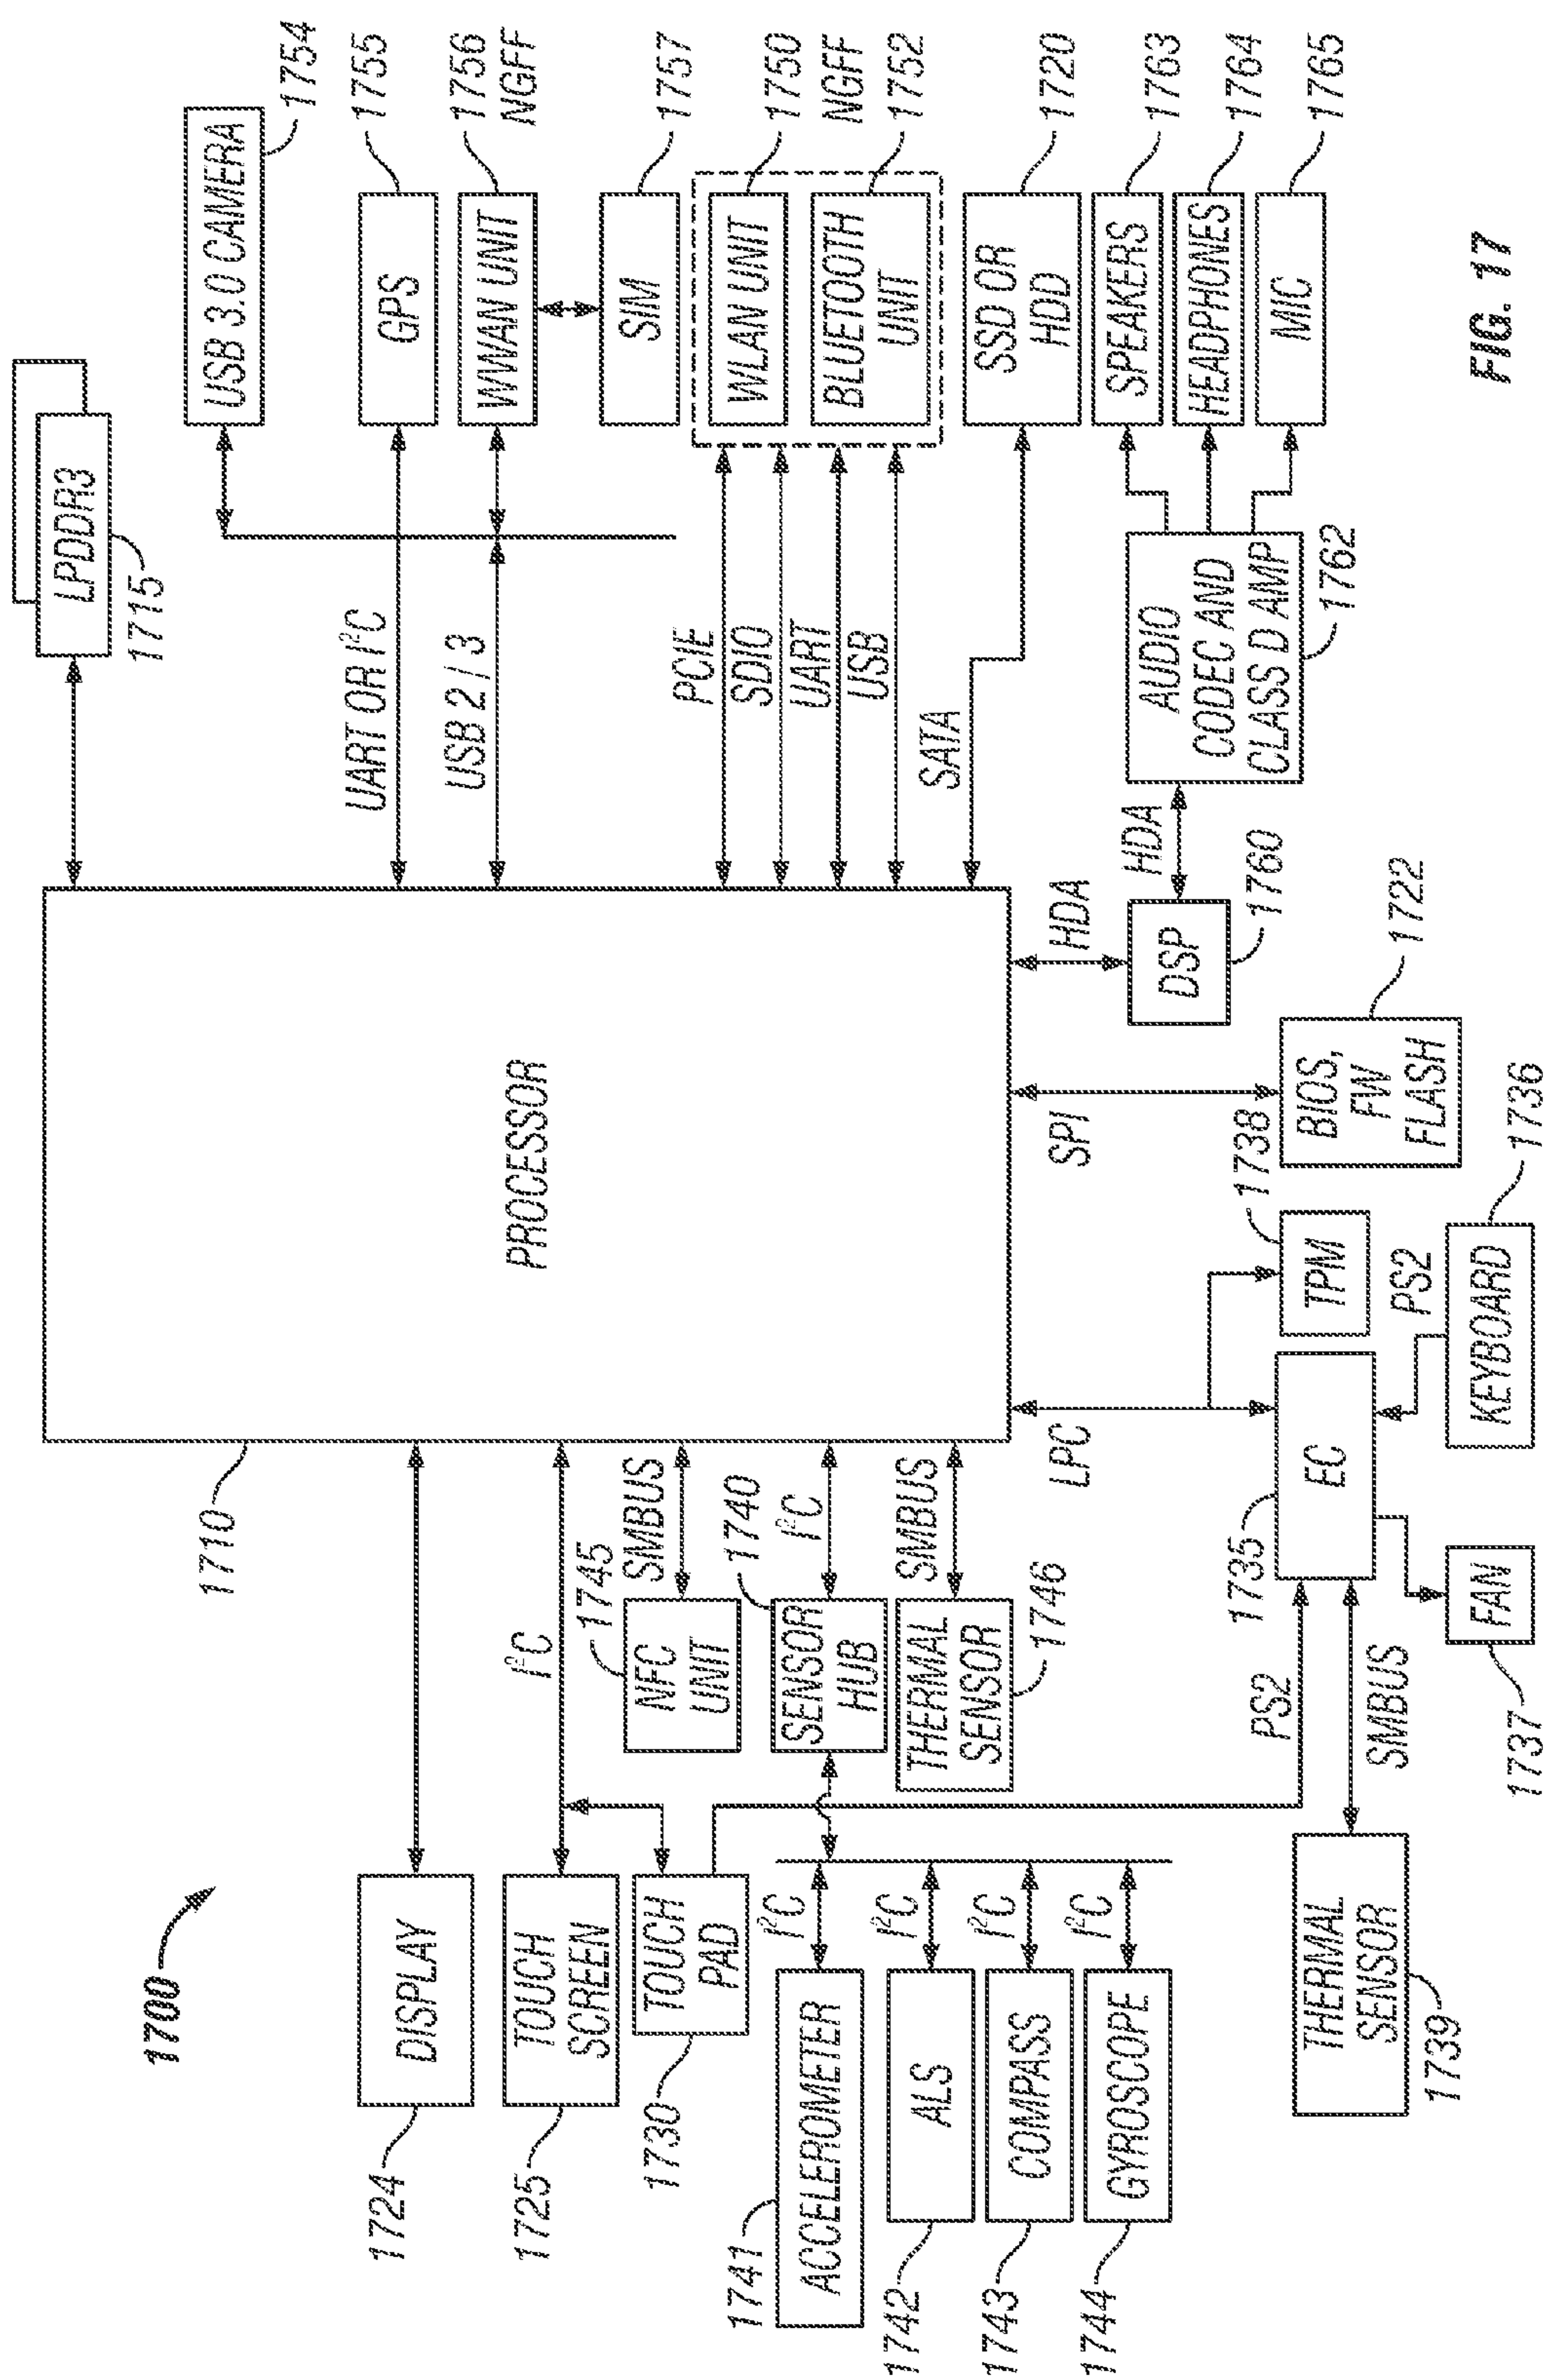 1700
LPDDR3
1715
1710
PROCESSOR
USB 3.0 CAMERA
1754
DISPLAY
1724
UART OR I²C
GPS
1755
TOUCH
SCREEN
1725
I²C
USB 2 / 3
WWAN UNIT
1756
NGFF
SIM
1757
TOUCH
PAD
1730
NFC
UNIT
1745
SMBUS
PCIE
SDIO
UART
USB
WLAN UNIT
1750
NGFF
BLUETOOTH
UNIT
1752
ACCELEROMETER
1741
I²C
SENSOR
HUB
1740
I²C
ALS
1742
I²C
THERMAL
SENSOR
1746
SMBUS
SATA
SSD OR
HDD
1720
COMPASS
1743
I²C
GYROSCOPE
1744
I²C
LPC
SPI
HDA
HDA
DSP
1760
AUDIO
CODEC AND
CLASS D AMP
1762
SPEAKERS
1763
HEADPHONES
1764
MIC
1765
PS2
1735
EC
TPM
1738
BIOS,
FW
FLASH
1722
THERMAL
SENSOR
1739
SMBUS
PS2
FAN
1737
KEYBOARD
1736
FIG. 17